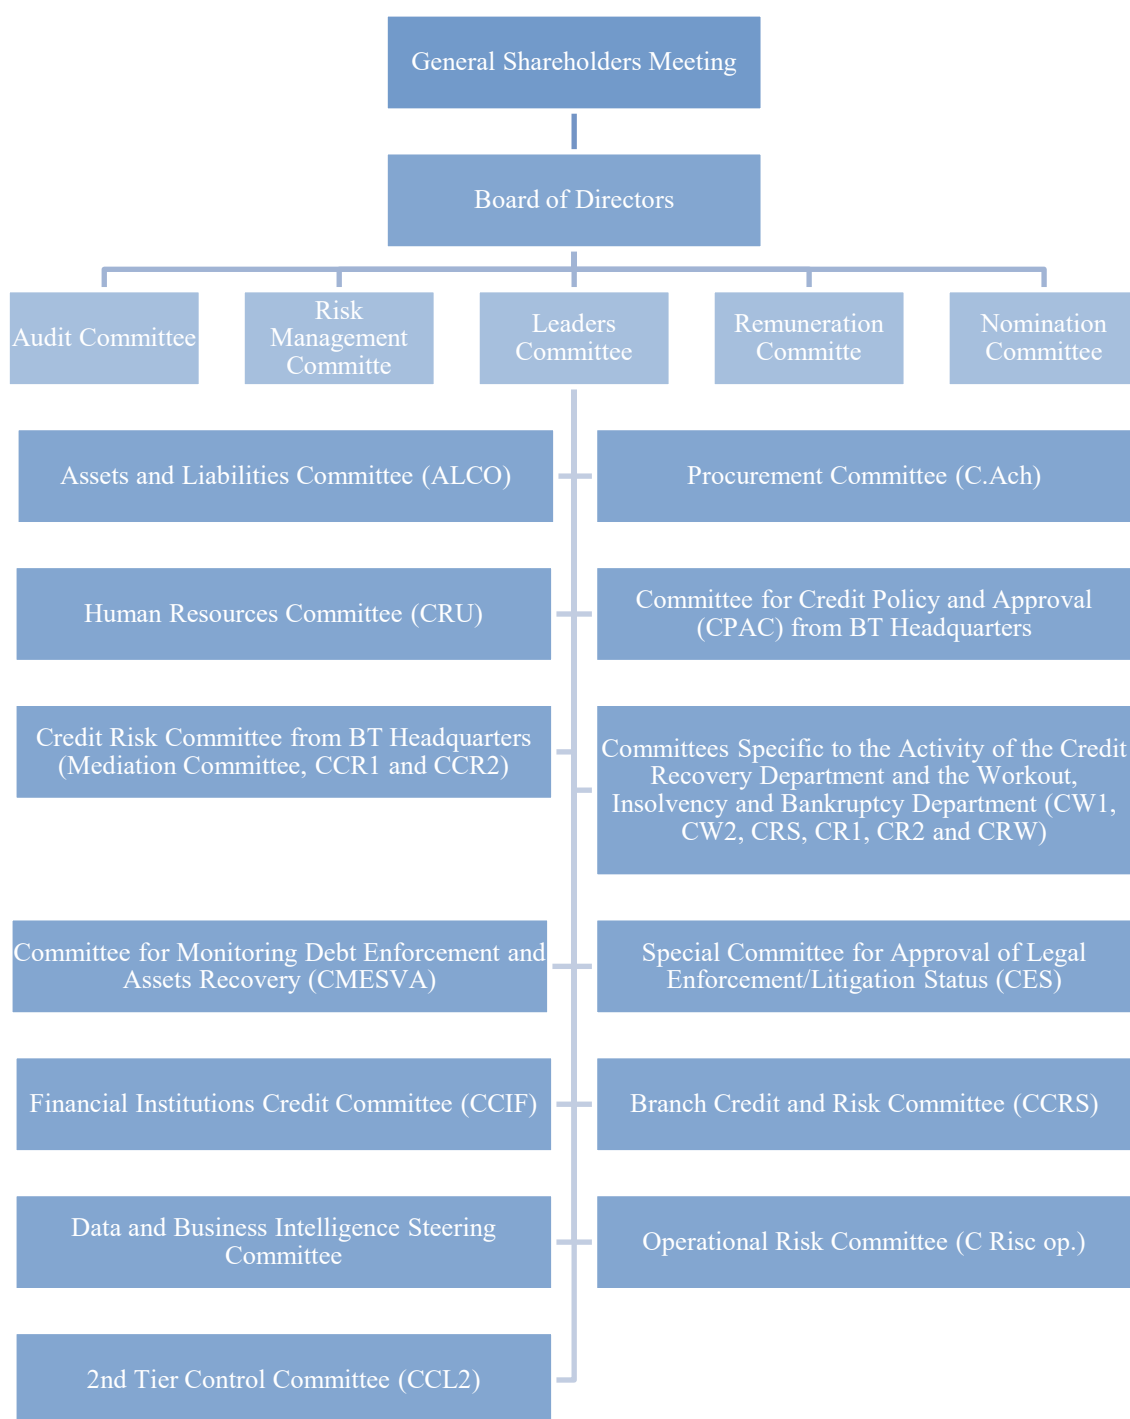 General Shareholders Meeting
Board of Directors
Audit Committee
Risk
Management
Committe
Leaders
Committee
Remuneration
Committe
Nomination
Committee
Assets and Liabilities Committee (ALCO)
Procurement Committee (C.Ach)
Human Resources Committee (CRU)
Committee for Credit Policy and Approval
(CPAC) from BT Headquarters
Credit Risk Committee from BT Headquarters
(Mediation Committee, CCR1 and CCR2)
Committees Specific to the Activity of the Credit
Recovery Department and the Workout,
Insolvency and Bankruptcy Department (CW1,
CW2, CRS, CR1, CR2 and CRW)
Committee for Monitoring Debt Enforcement and
Assets Recovery (CMESVA)
Special Committee for Approval of Legal
Enforcement/Litigation Status (CES)
Financial Institutions Credit Committee (CCIF)
Branch Credit and Risk Committee (CCRS)
Data and Business Intelligence Steering
Committee
Operational Risk Committee (C Risc op.)
2nd Tier Control Committee (CCL2)